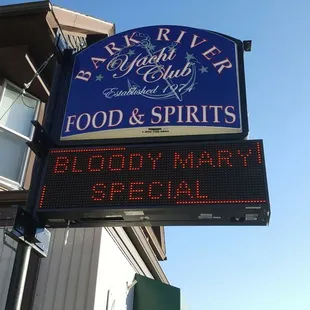 BARK RIVER
Yacht Club
Established 1974
FOOD & SPIRITS
BLOODY MARY
SPECIAL